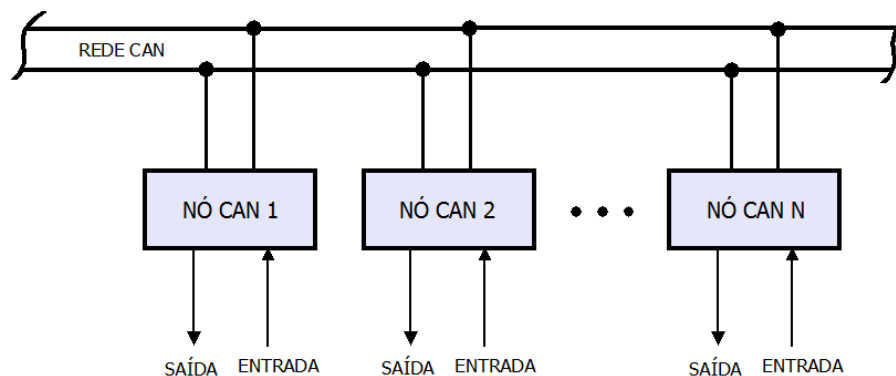 REDE CAN
NÓ CAN 1
NÓ CAN 2
NÓ CAN N
SAÍDA
ENTRADA
SAÍDA
ENTRADA
SAÍDA
ENTRADA